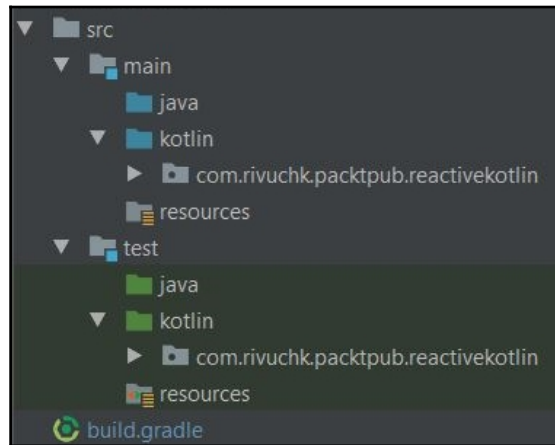 src
main
java
kotlin
com.rivuchk.packtpub.reactivekotlin
resources
test
java
kotlin
com.rivuchk.packtpub.reactivekotlin
resources
build.gradle